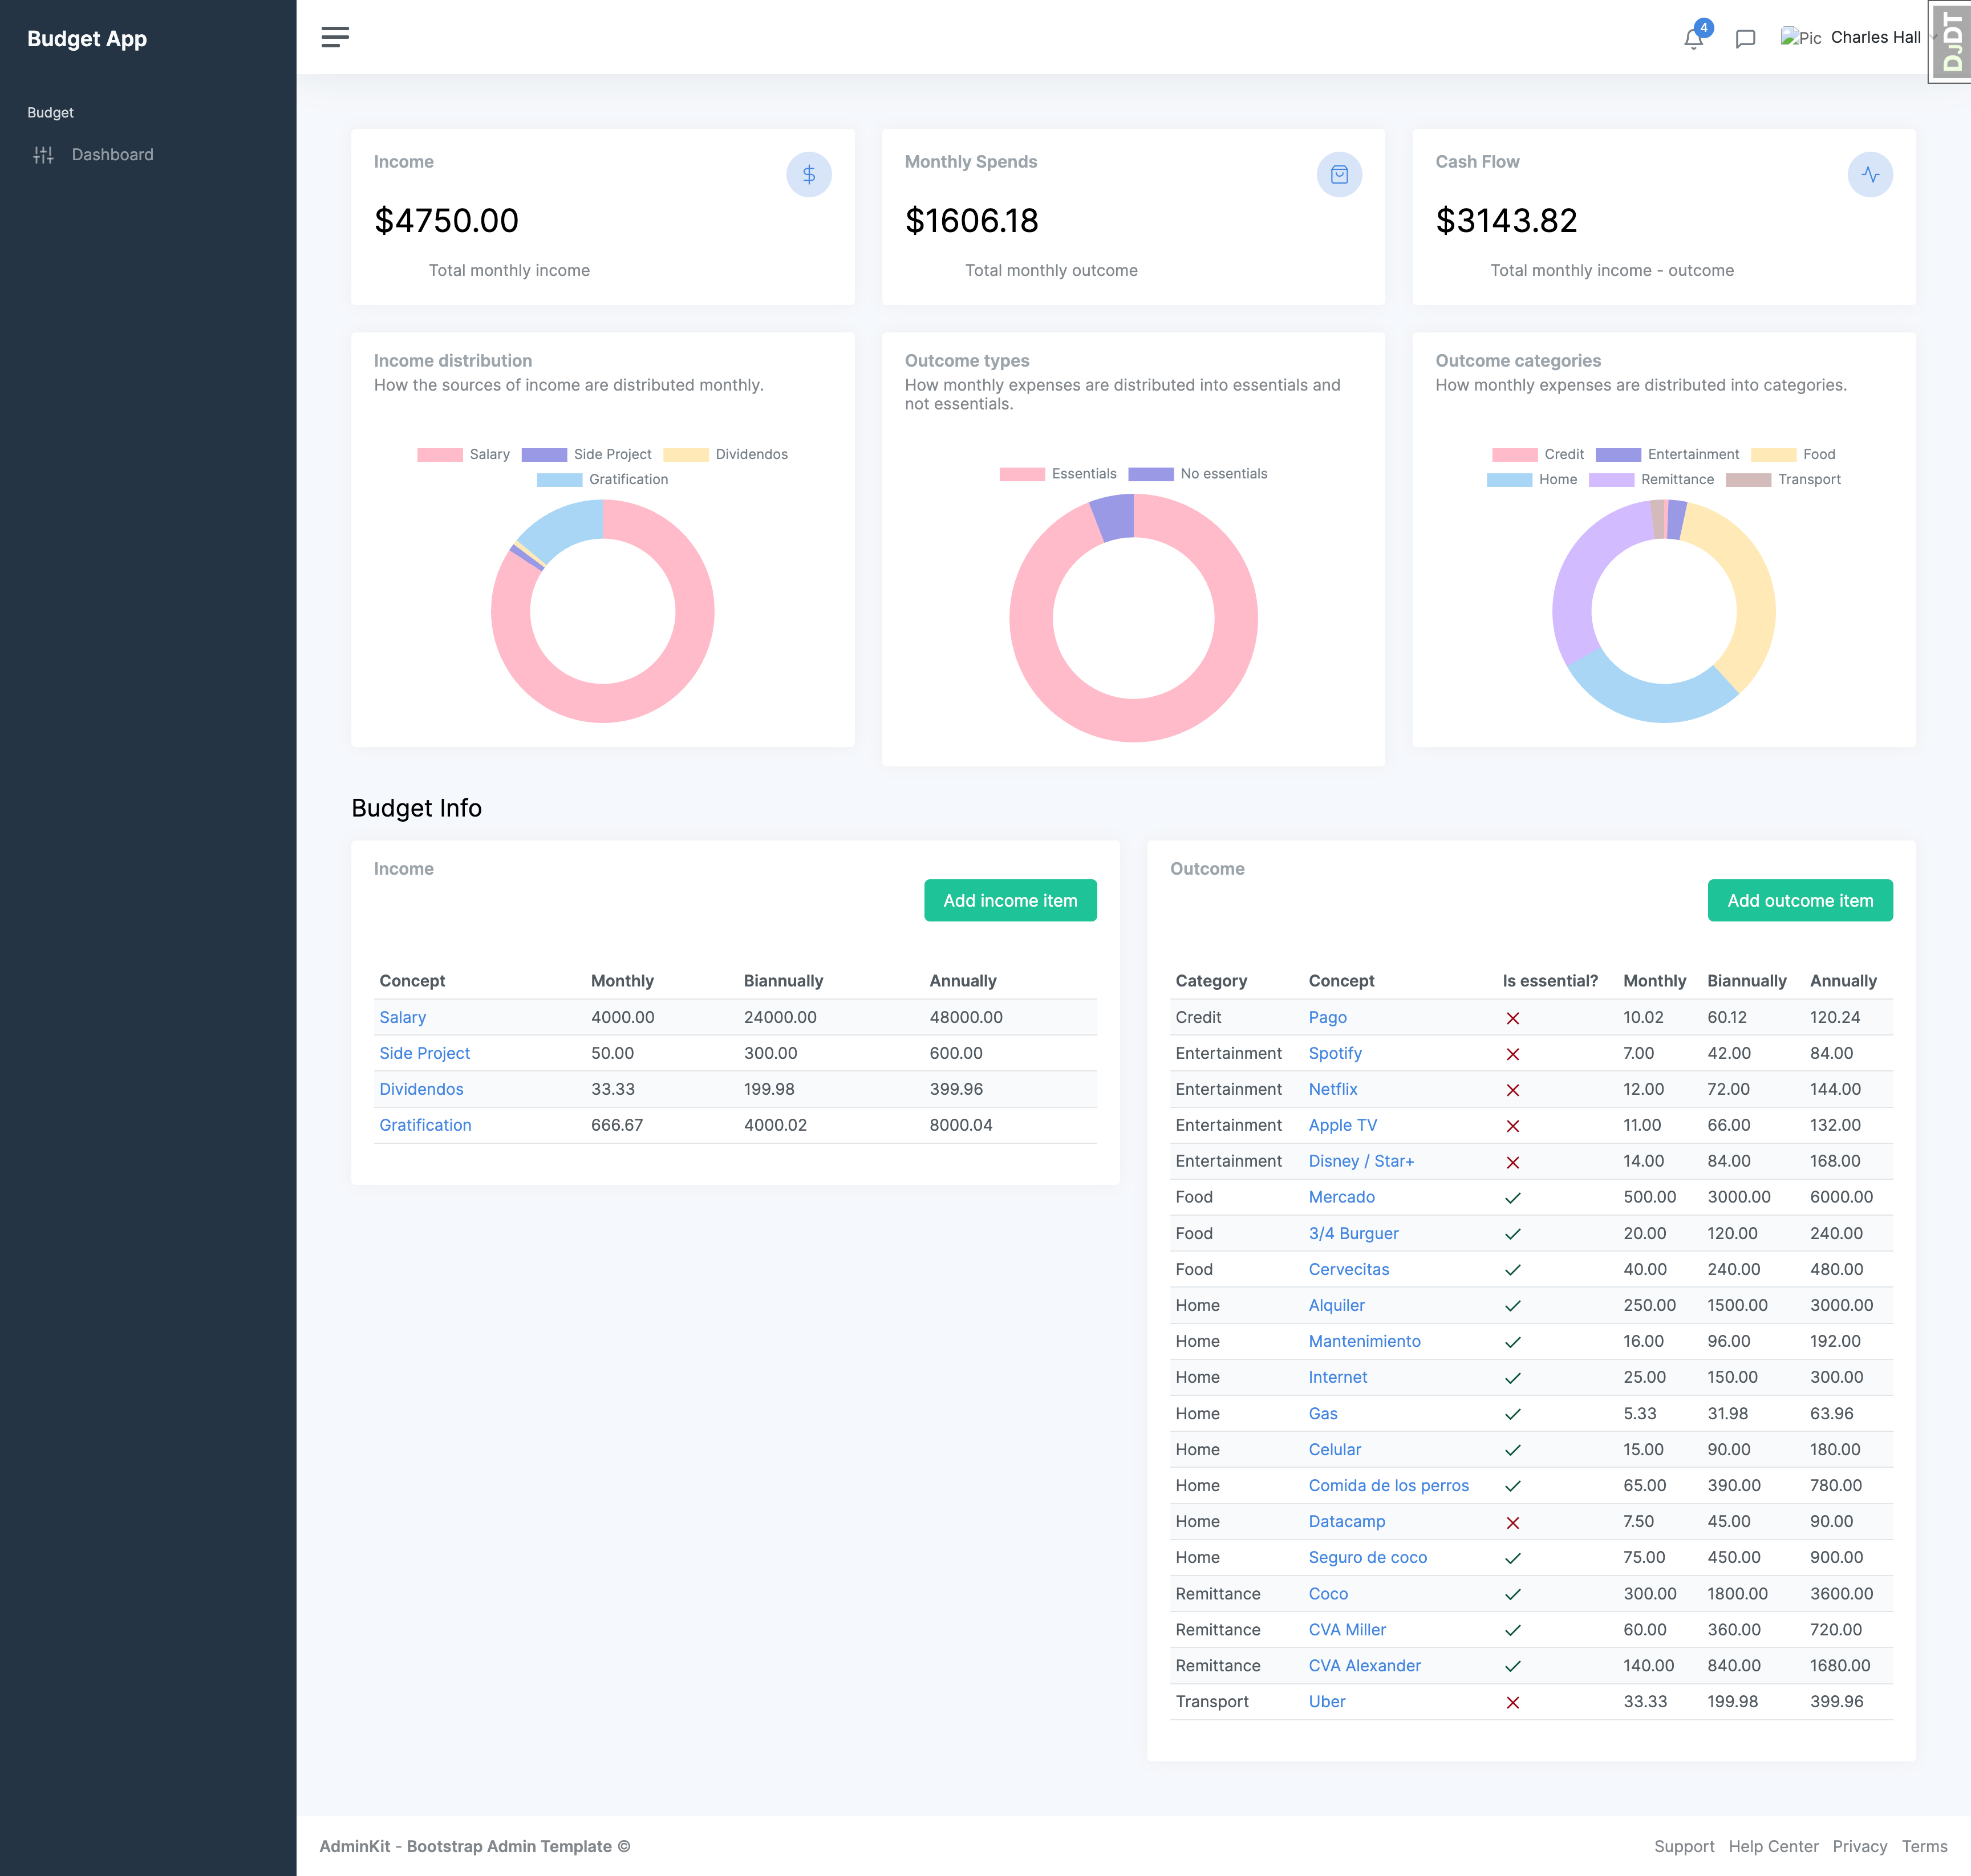 Budget App
Budget
Dashboard
4
Pic Charles Hall
DJDT
Income
$4750.00
Total monthly income
Monthly Spends
$1606.18
Total monthly outcome
Cash Flow
$3143.82
Total monthly income - outcome
Income distribution
How the sources of income are distributed monthly.
Salary Side Project Dividendos
Gratification
Outcome types
How monthly expenses are distributed into essentials and
not essentials.
Essentials No essentials
Outcome categories
How monthly expenses are distributed into categories.
Credit Entertainment Food
Home Remittance Transport
Budget Info
Income
Add income item
Concept Monthly Biannually Annually
Salary 4000.00 24000.00 48000.00
Side Project 50.00 300.00 600.00
Dividendos 33.33 199.98 399.96
Gratification 666.67 4000.02 8000.04
Outcome
Add outcome item
Category Concept Is essential? Monthly Biannually Annually
Credit Pago 10.02 60.12 120.24
Entertainment Spotify 7.00 42.00 84.00
Entertainment Netflix 12.00 72.00 144.00
Entertainment Apple TV 11.00 66.00 132.00
Entertainment Disney / Star+ 14.00 84.00 168.00
Food Mercado 500.00 3000.00 6000.00
Food 3/4 Burguer 20.00 120.00 240.00
Food Cervecitas 40.00 240.00 480.00
Home Alquiler 250.00 1500.00 3000.00
Home Mantenimiento 16.00 96.00 192.00
Home Internet 25.00 150.00 300.00
Home Gas 5.33 31.98 63.96
Home Celular 15.00 90.00 180.00
Home Comida de los perros 65.00 390.00 780.00
Home Datacamp 7.50 45.00 90.00
Home Seguro de coco 75.00 450.00 900.00
Remittance Coco 300.00 1800.00 3600.00
Remittance CVA Miller 60.00 360.00 720.00
Remittance CVA Alexander 140.00 840.00 1680.00
Transport Uber 33.33 199.98 399.96
AdminKit - Bootstrap Admin Template ©
Support Help Center Privacy Terms